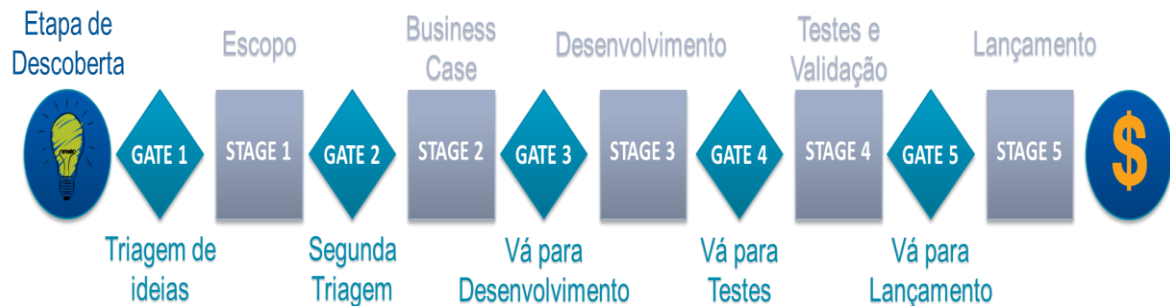 Etapa de
Descoberta
Escopo
Business
Case
Desenvolvimento
Testes e
Validação
Lançamento
GATE 1
STAGE 1
GATE 2
STAGE 2
GATE 3
STAGE 3
GATE 4
STAGE 4
GATE 5
STAGE 5
$
Triagem de
ideias
Segunda
Triagem
Vá para
Desenvolvimento
Vá para
Testes
Vá para
Lançamento